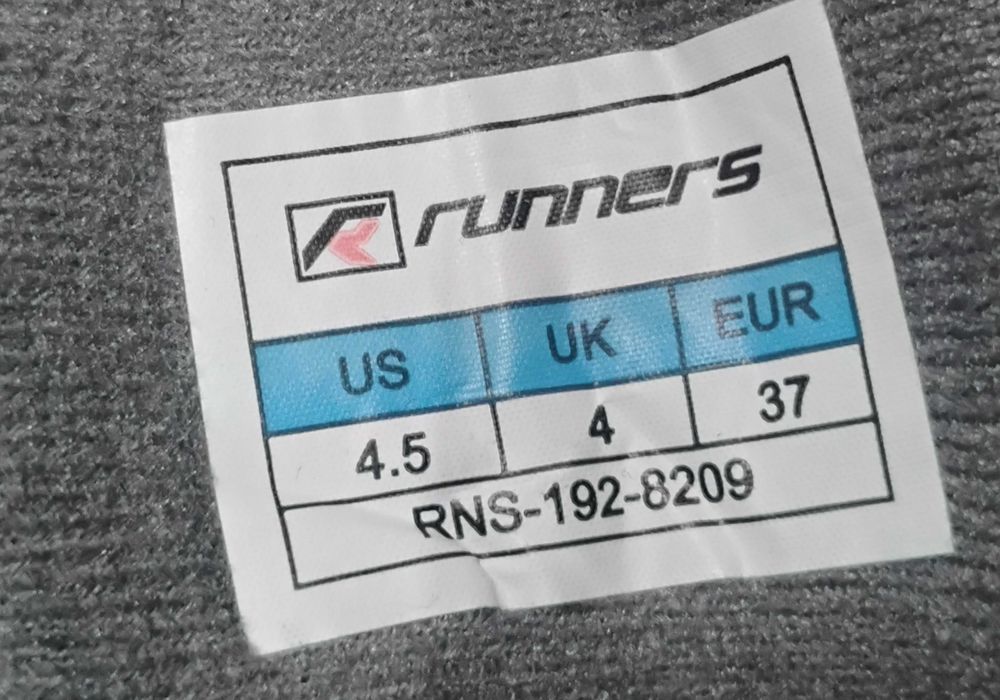 runners
US UK EUR
4.5 4 37
RNS-192-8209